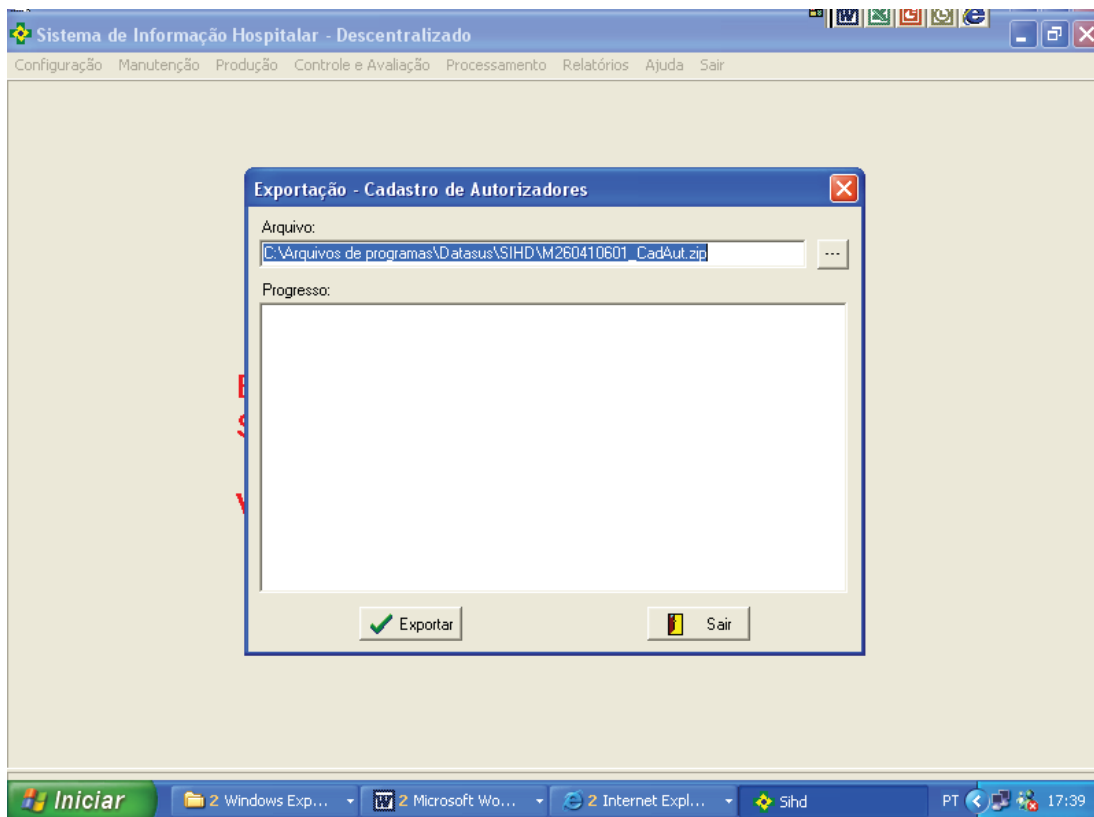 Sistema de Informação Hospitalar - Descentralizado
Configuração Manutenção Produção Controle e Avaliação Processamento Relatórios Ajuda Sair
Exportação - Cadastro de Autorizadores
Arquivo:
C:\Arquivos de programas\Datasus\SIHD\M260410601_CadAut.zip
...
Progresso:
Exportar
Sair
Iniciar
2 Windows Exp...
2 Microsoft Wo...
2 Internet Expl...
Sihd
PT
17:39